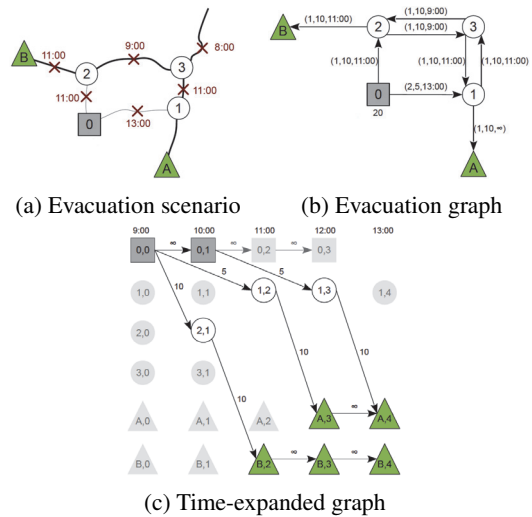 B
11:00
9:00
8:00
2
3
11:00
11:00
0
13:00
1
A
B
(1,10,11:00)
2
(1,10,9:00)
(1,10,9:00)
3
(1,10,11:00)
(1,10,11:00)
(1,10,11:00)
0
(2,5,13:00)
1
20
(1,10,∞)
A
(a) Evacuation scenario
(b) Evacuation graph
9:00 10:00 11:00 12:00 13:00
0,0 ∞ 0,1 ∞ 0,2 ∞ 0,3
5 5
1,0 10 1,1 1,2 1,3 1,4
2,0 2,1
10 10
3,0 3,1
10
A,0 A,1 A,2 A,3 ∞ A,4
B,0 B,1 B,2 ∞ B,3 ∞ B,4
(c) Time-expanded graph